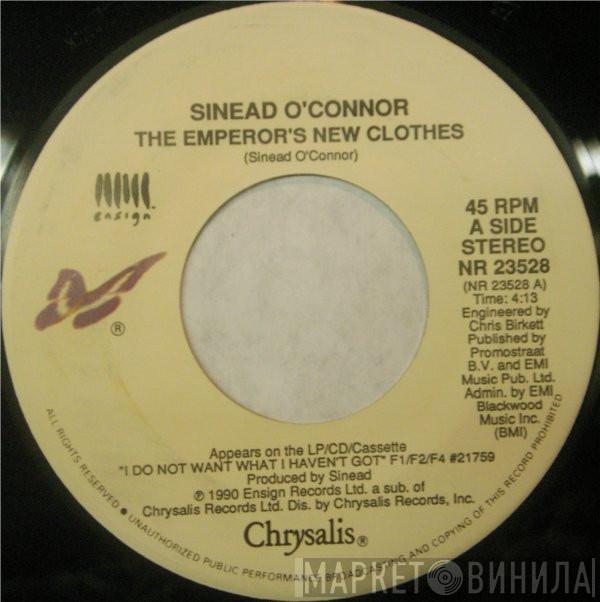 SINEAD O'CONNOR
THE EMPEROR'S NEW CLOTHES
(Sinead O'Connor)
ensign
®
45 RPM
A SIDE
STEREO
NR 23528
(NR 23528 A)
Time: 4:13
Engineered by
Chris Birkett
Published by
Promostraat
B.V. and EMI
Music Pub. Ltd.
Admin. by EMI
Blackwood
Music Inc.
(BMI)
Appears on the LP/CD/Cassette
"I DO NOT WANT WHAT I HAVEN'T GOT" F1/F2/F4 #21759
Produced by Sinead
℗ 1990 Ensign Records Ltd. a sub. of
Chrysalis Records Ltd. Dis. by Chrysalis Records, Inc.
Chrysalis®
ALL RIGHTS RESERVED ● UNAUTHORIZED PUBLIC PERFORMANCE BROADCASTING AND COPYING OF THIS RECORD PROHIBITED
МАРКЕТ ВИНИЛА